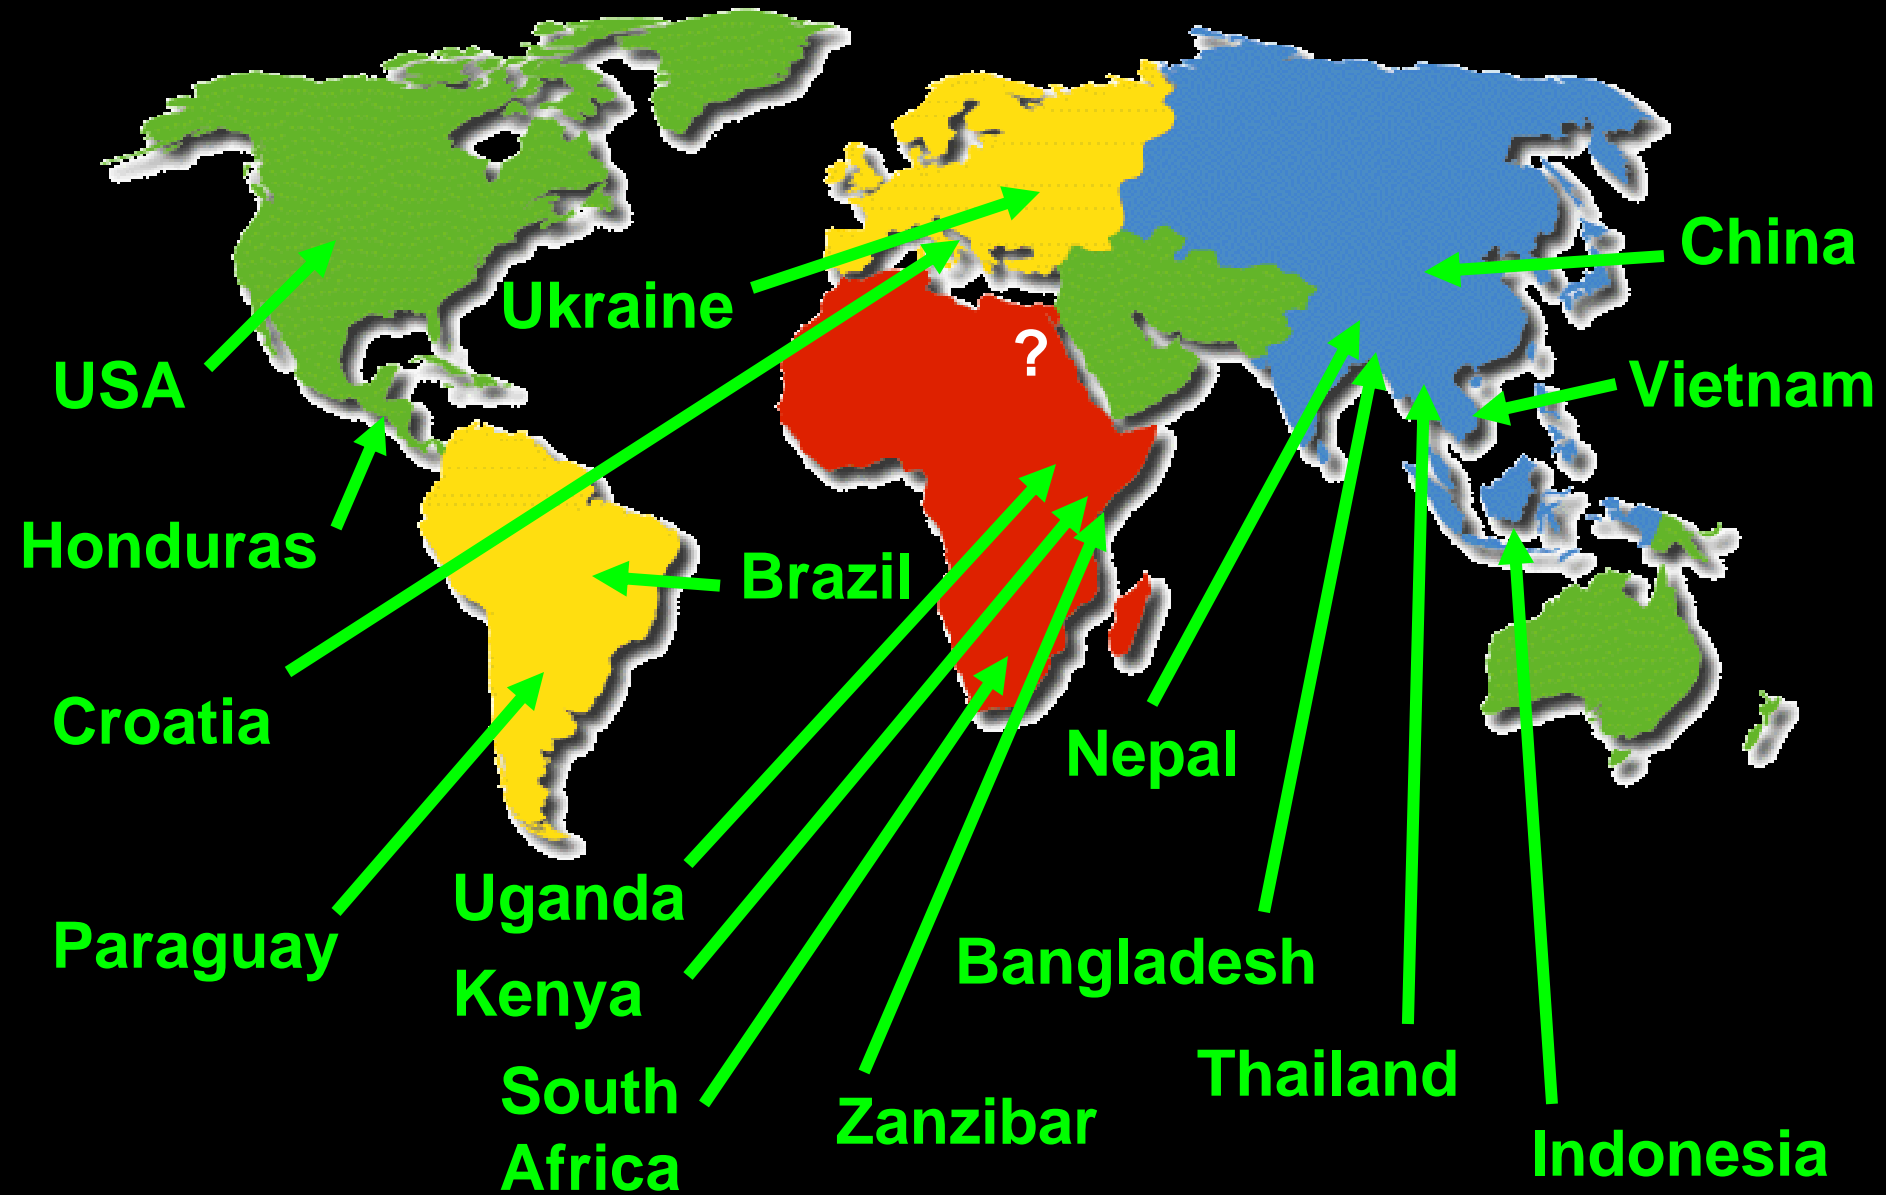 China
Ukraine
?
USA
Vietnam
Honduras
Brazil
Croatia
Nepal
Uganda
Paraguay
Bangladesh
Kenya
Thailand
South
Africa
Zanzibar
Indonesia